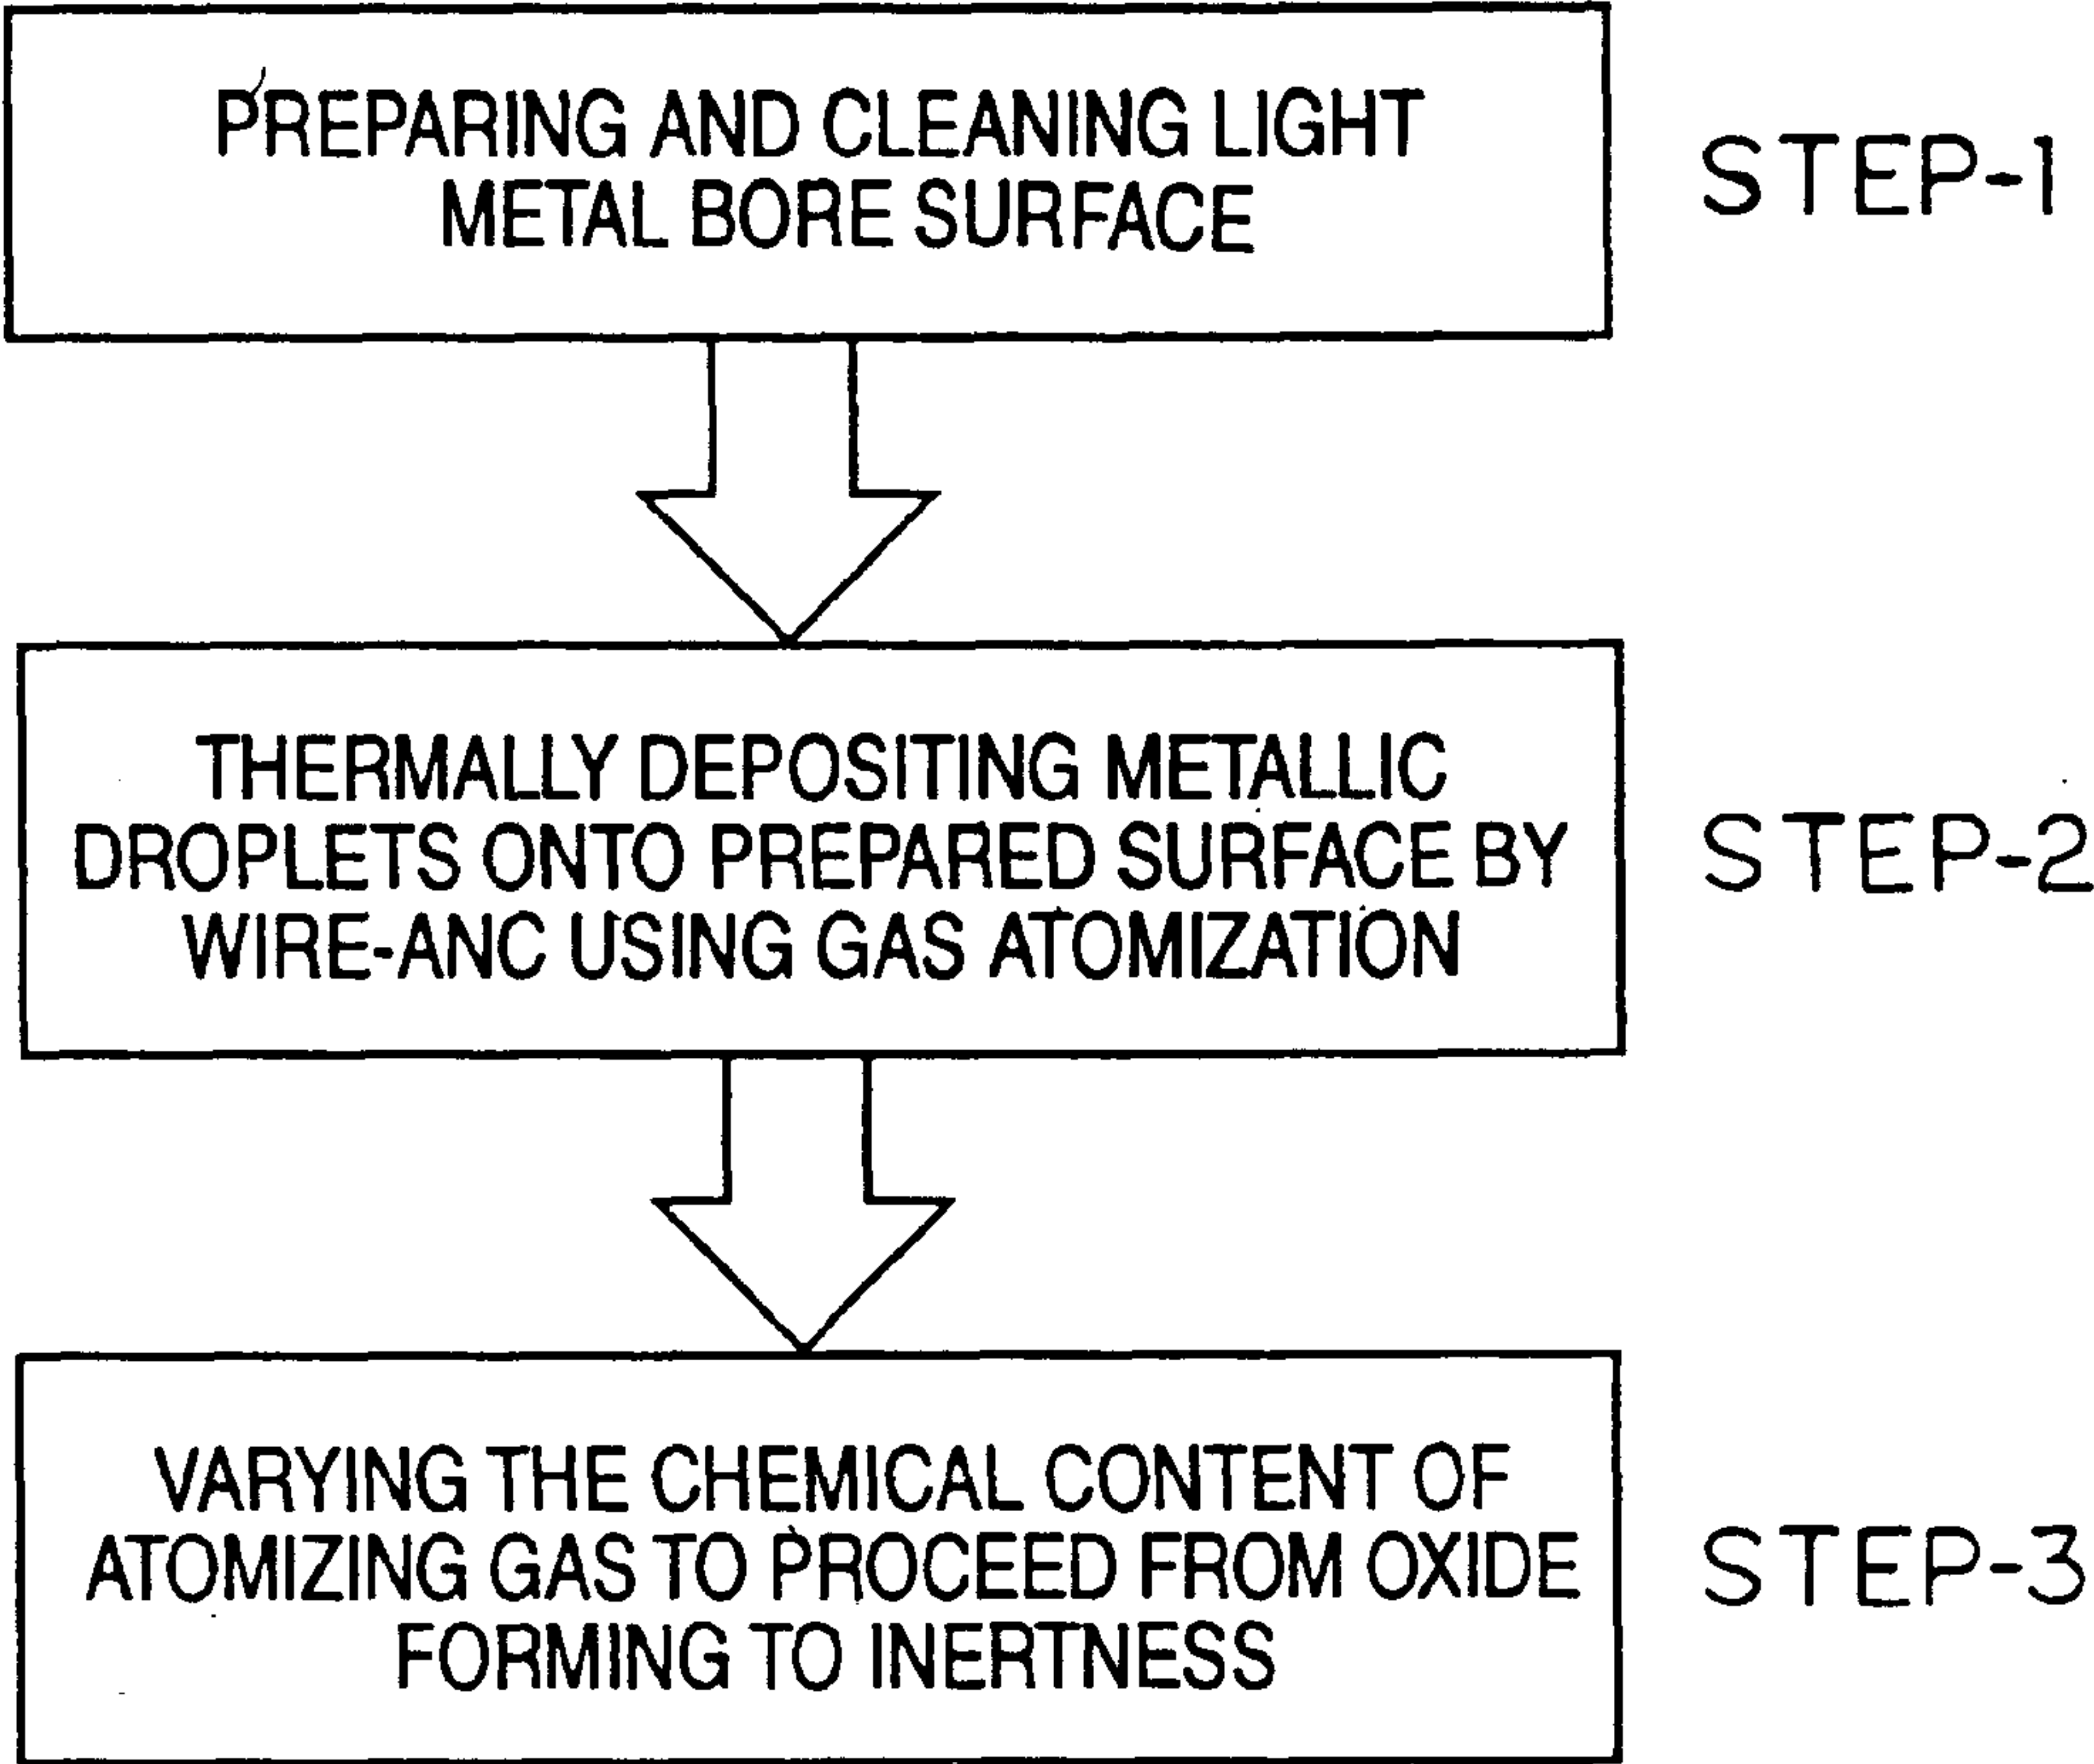 PREPARING AND CLEANING LIGHT
METAL BORE SURFACE
STEP-1
THERMALLY DEPOSITING METALLIC
DROPLETS ONTO PREPARED SURFACE BY
WIRE-ANC USING GAS ATOMIZATION
STEP-2
VARYING THE CHEMICAL CONTENT OF
ATOMIZING GAS TO PROCEED FROM OXIDE
FORMING TO INERTNESS
STEP-3